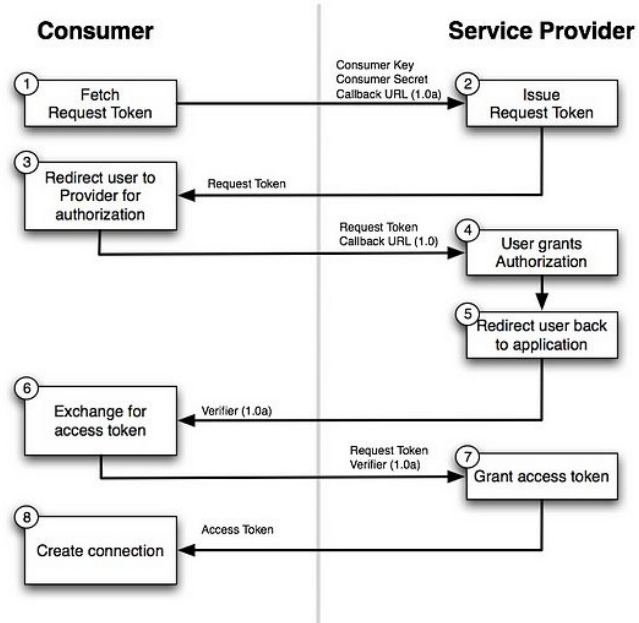 Consumer
Service Provider
1
Fetch
Request Token
Consumer Key
Consumer Secret
Callback URL (1.0a)
2
Issue
Request Token
3
Redirect user to
Provider for
authorization
Request Token
Request Token
Callback URL (1.0)
4
User grants
Authorization
5
Redirect user back
to application
6
Exchange for
access token
Verifier (1.0a)
Request Token
Verifier (1.0a)
7
Grant access token
8
Create connection
Access Token